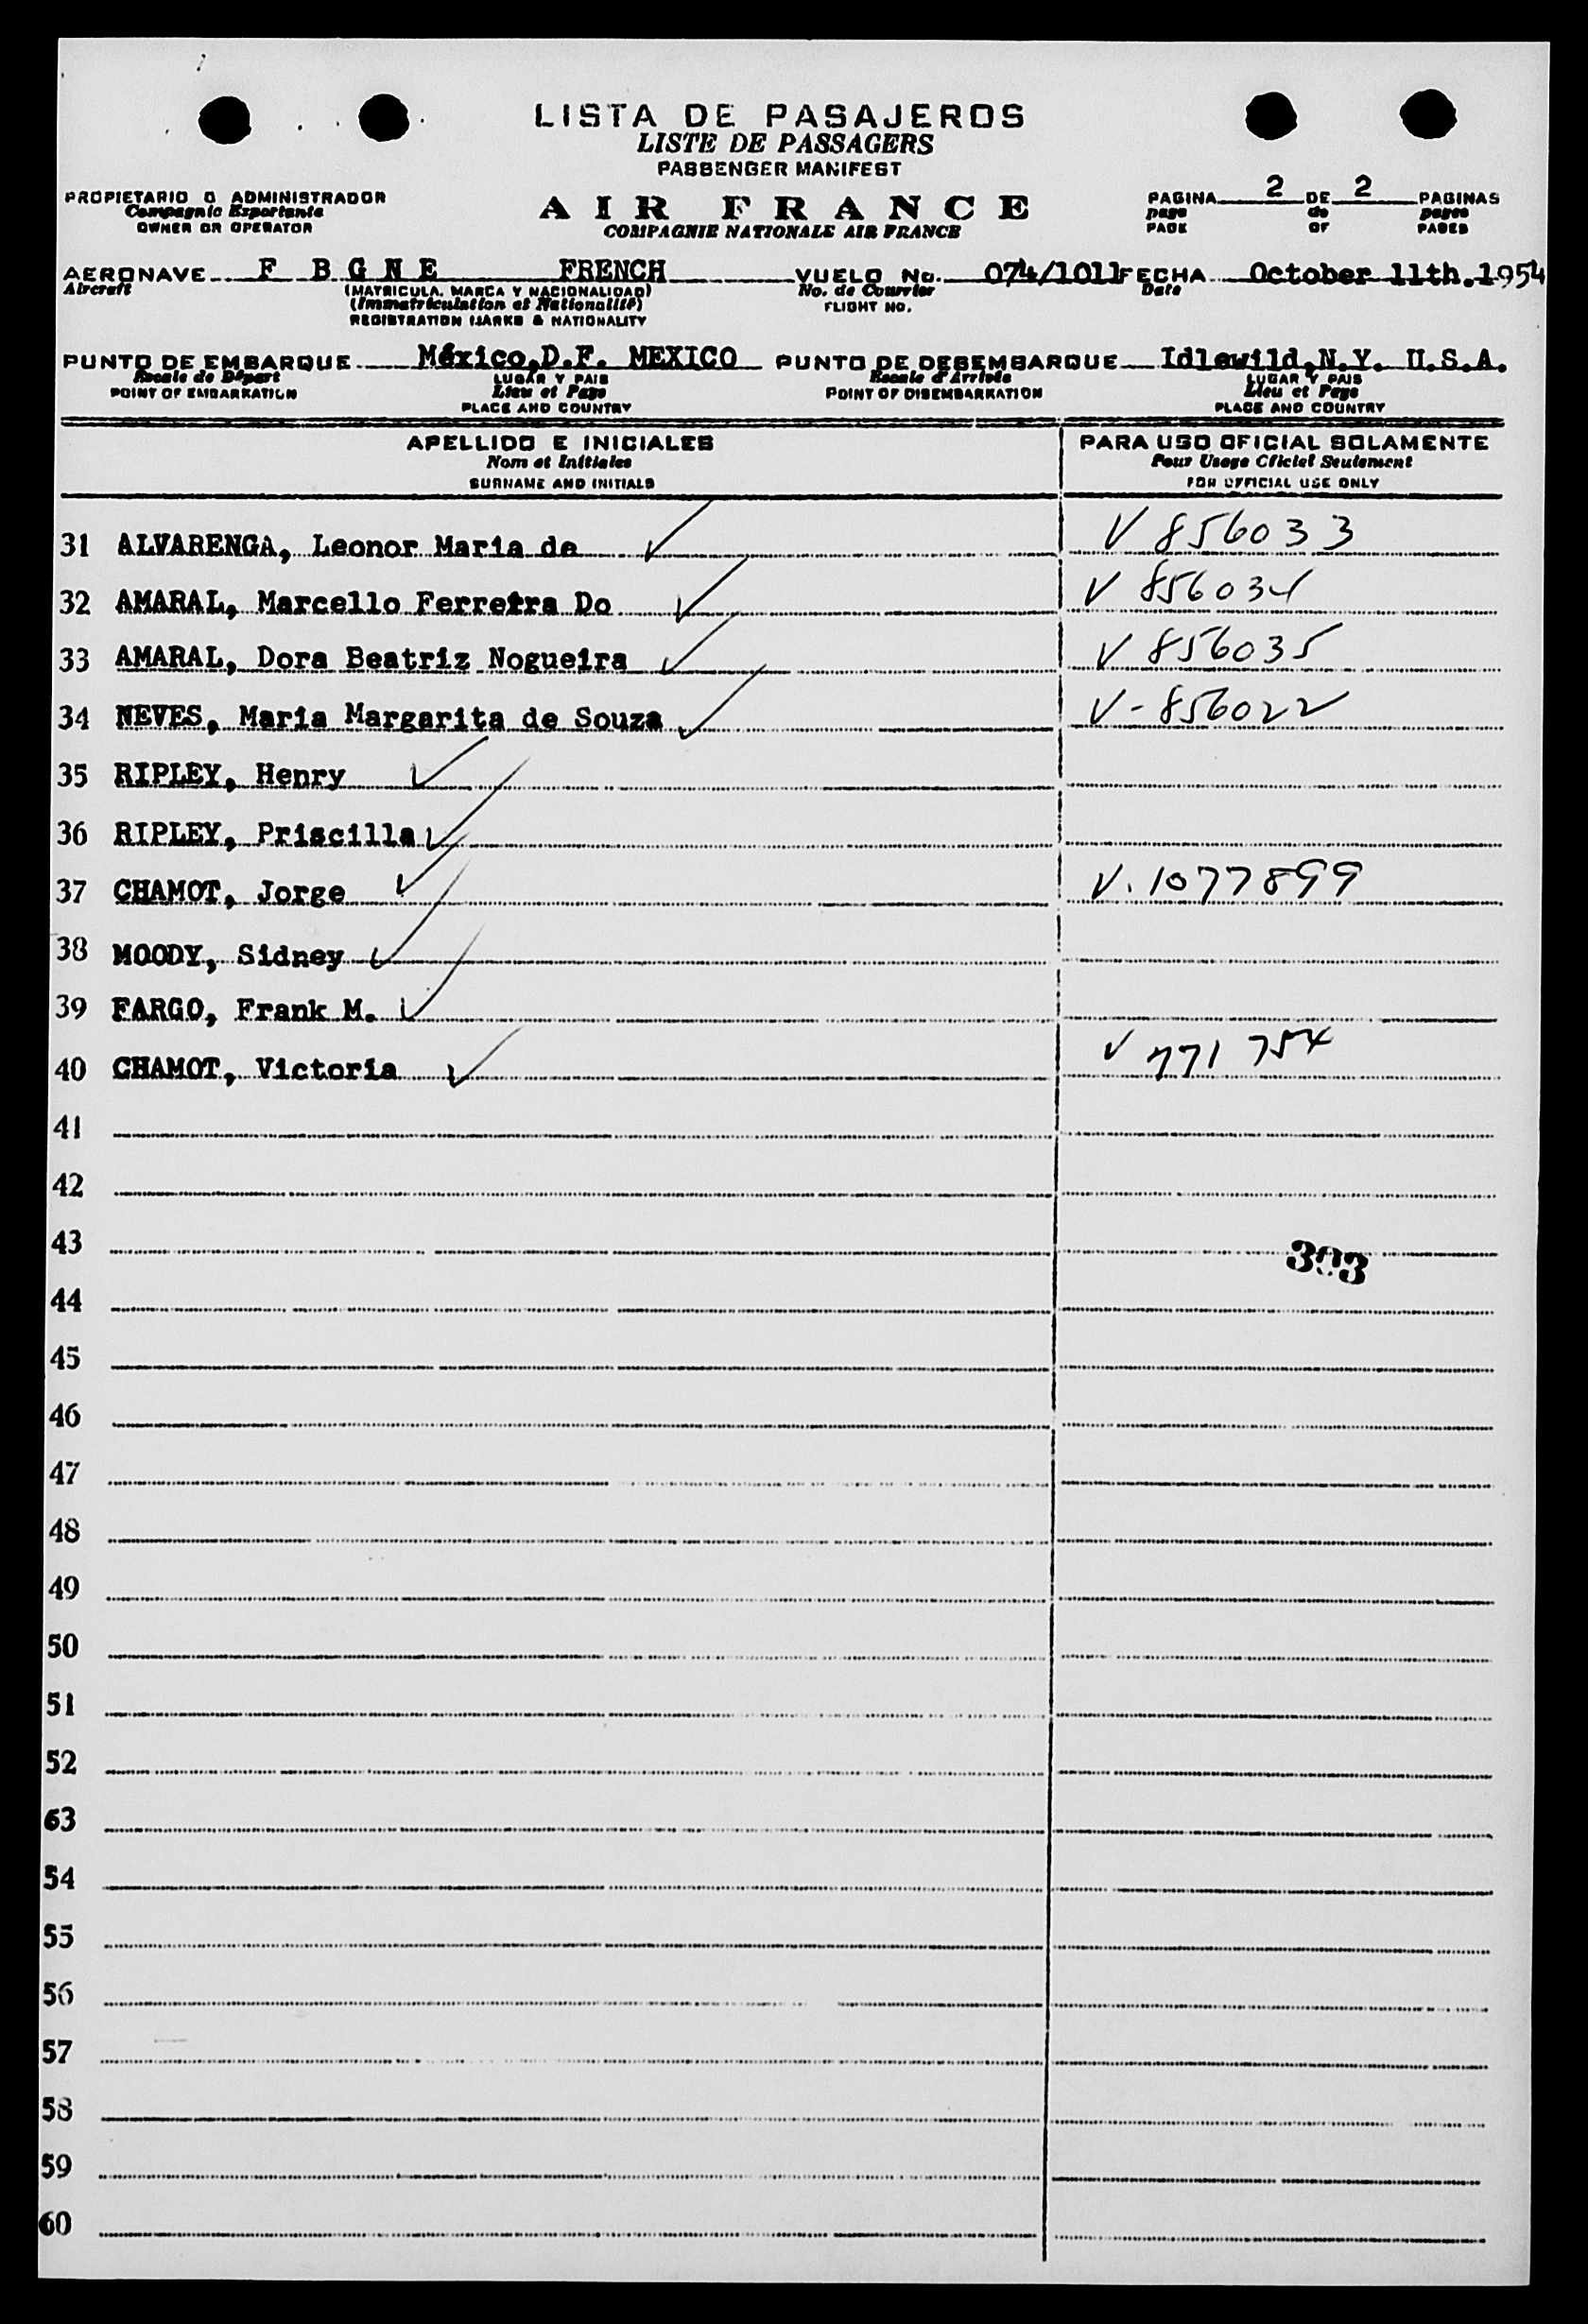 LISTA DE PASAJEROS
LISTE DE PASSAGERS
PASSENGER MANIFEST
PROPIETARIO O ADMINISTRADOR
Compagnie Exportante
OWNER OR OPERATOR
AIR FRANCE
COMPAGNIE NATIONALE AIR FRANCE
PAGINA 2 DE 2 PAGINAS
page de pages
PAGE OF PAGES
AERONAVE F B G N E FRENCH VUELO No. 074/1011 FECHA October 11th.1954
Aircraft (MATRICULA, MARCA Y NACIONALIDAD) No. de Courrier Date
(Immatriculation et Nationalité) FLIGHT NO.
REGISTRATION MARKS & NATIONALITY
PUNTO DE EMBARQUE México,D.F. MEXICO PUNTO DE DESEMBARQUE Idlewild,N.Y. U.S.A.
Escale de Départ LUGAR Y PAIS Escale d'Arrivée LUGAR Y PAIS
POINT OF EMBARKATION Lieu et Pays POINT OF DISEMBARKATION Lieu et Pays
PLACE AND COUNTRY PLACE AND COUNTRY
APELLIDO E INICIALES PARA USO OFICIAL SOLAMENTE
Nom et Initiales Pour Usage Officiel Seulement
SURNAME AND INITIALS FOR OFFICIAL USE ONLY
31 ALVARENGA, Leonor Maria de V 856033
32 AMARAL, Marcello Ferreira Do V 856034
33 AMARAL, Dora Beatriz Nogueira V 856035
34 NEVES, Maria Margarita de Souza V-856022
35 RIPLEY, Henry
36 RIPLEY, Priscilla
37 CHAMOT, Jorge V. 1077899
38 MOODY, Sidney
39 FARGO, Frank M.
40 CHAMOT, Victoria V 771 754
41
42
43
303
44
45
46
47
48
49
50
51
52
63
54
55
56
57
58
59
60